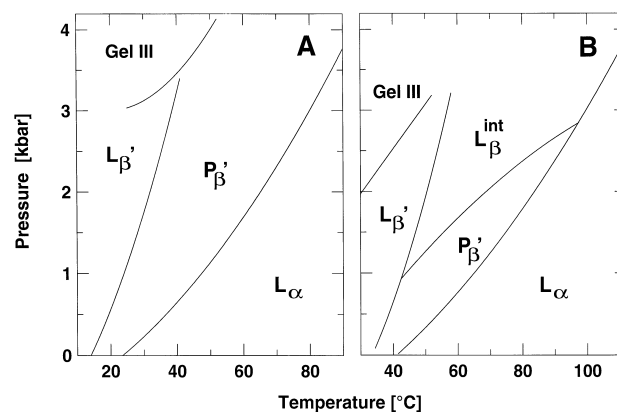 4
3
2
1
0
Pressure [kbar]
A
Gel III
Lβ'
Pβ'
Lα
20 40 60 80
B
Gel III
Lβint
Lβ'
Pβ'
Lα
40 60 80 100
Temperature [°C]